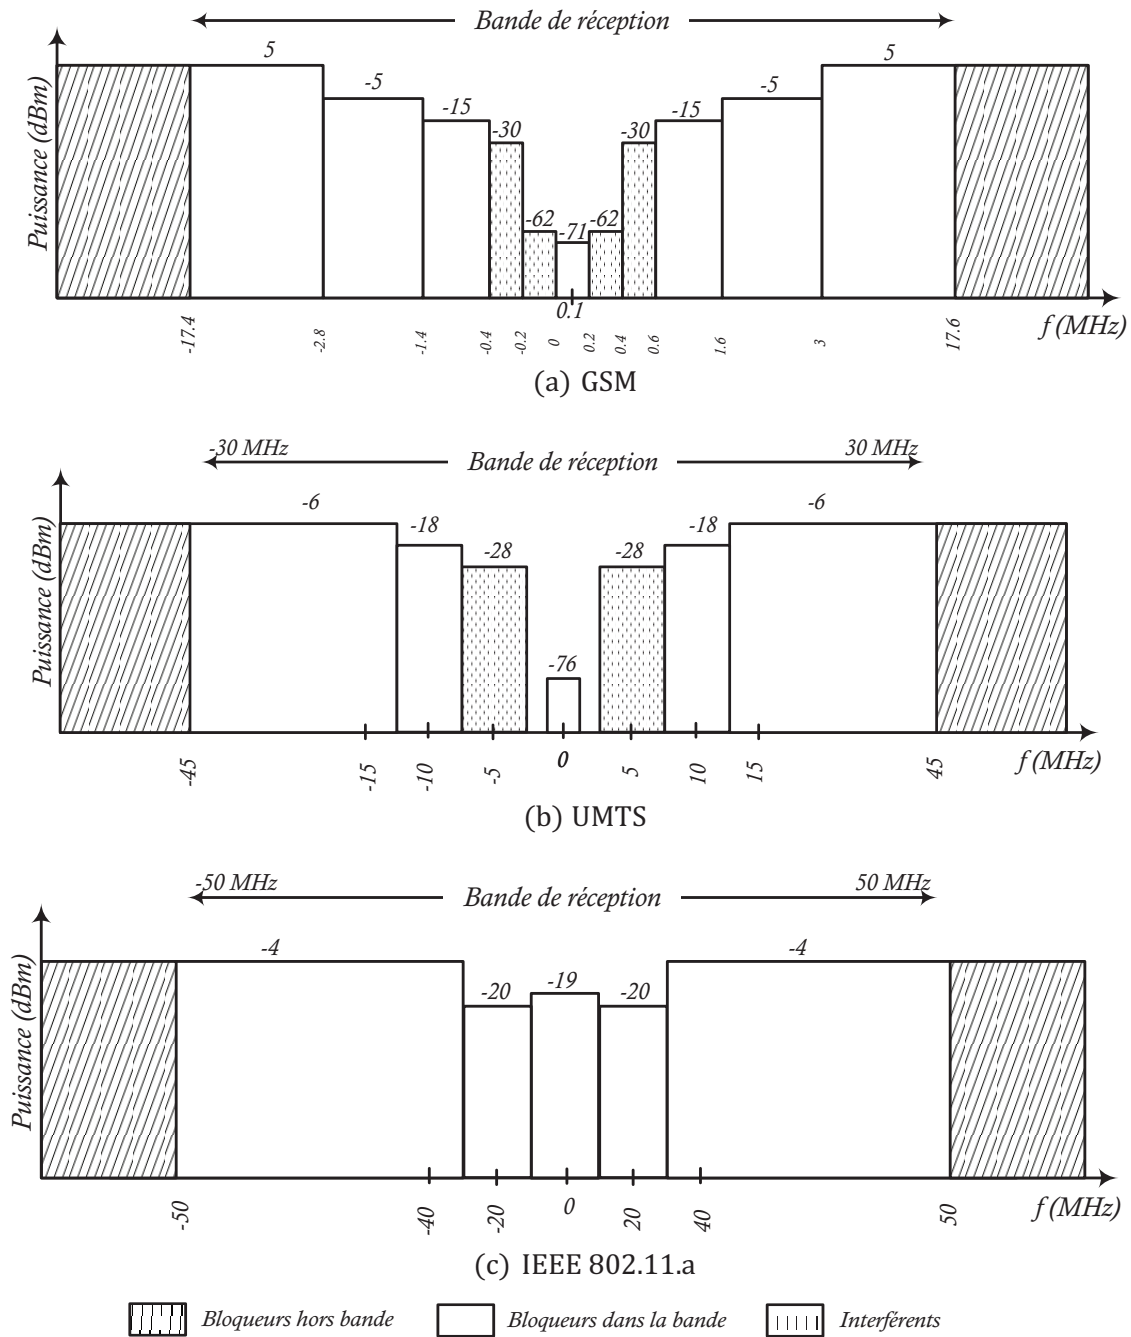 Bande de réception
5
5
-5
-5
-15
-15
-30
-30
-62
-71
-62
Puissance (dBm)
0.1
-17.4
-2.8
-1.4
-0.4
-0.2
0
0.2
0.4
0.6
1.6
3
17.6
f (MHz)
(a) GSM
-30 MHz
Bande de réception
30 MHz
-6
-6
-18
-18
-28
-28
-76
Puissance (dBm)
-45
-15
-10
-5
0
5
10
15
45
f (MHz)
(b) UMTS
-50 MHz
Bande de réception
50 MHz
-4
-4
-20
-19
-20
Puissance (dBm)
-50
-40
-20
0
20
40
50
f (MHz)
(c) IEEE 802.11.a
Bloqueurs hors bande
Bloqueurs dans la bande
Interférents